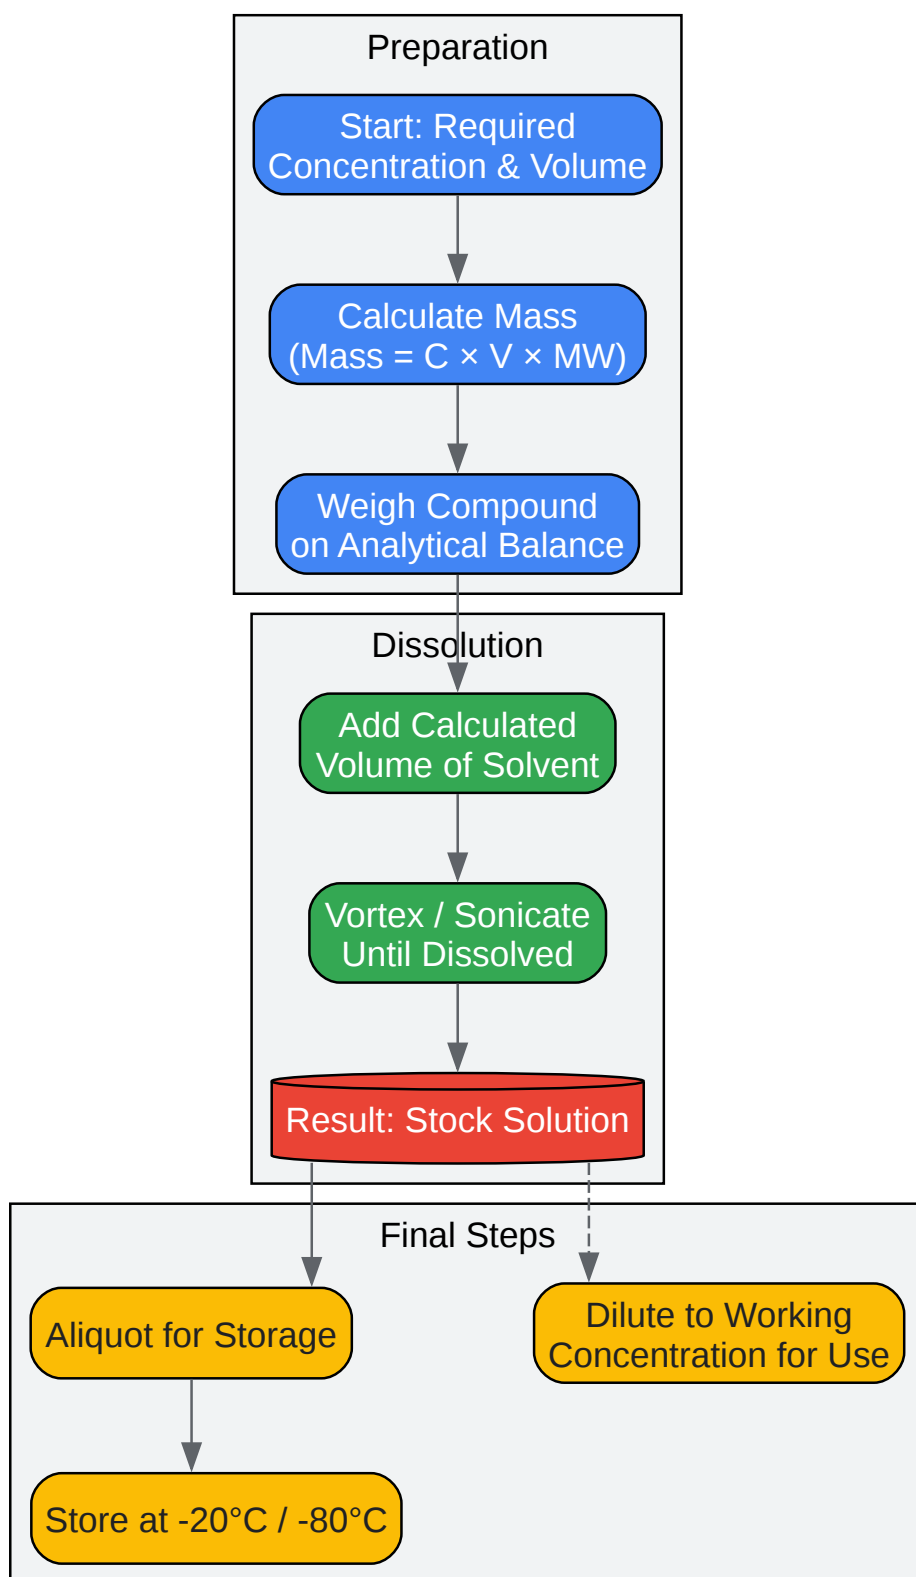 Preparation
Start: Required
Concentration & Volume
Calculate Mass
(Mass = C × V × MW)
Weigh Compound
on Analytical Balance
Dissolution
Add Calculated
Volume of Solvent
Vortex / Sonicate
Until Dissolved
Result: Stock Solution
Final Steps
Aliquot for Storage
Dilute to Working
Concentration for Use
Store at -20°C / -80°C